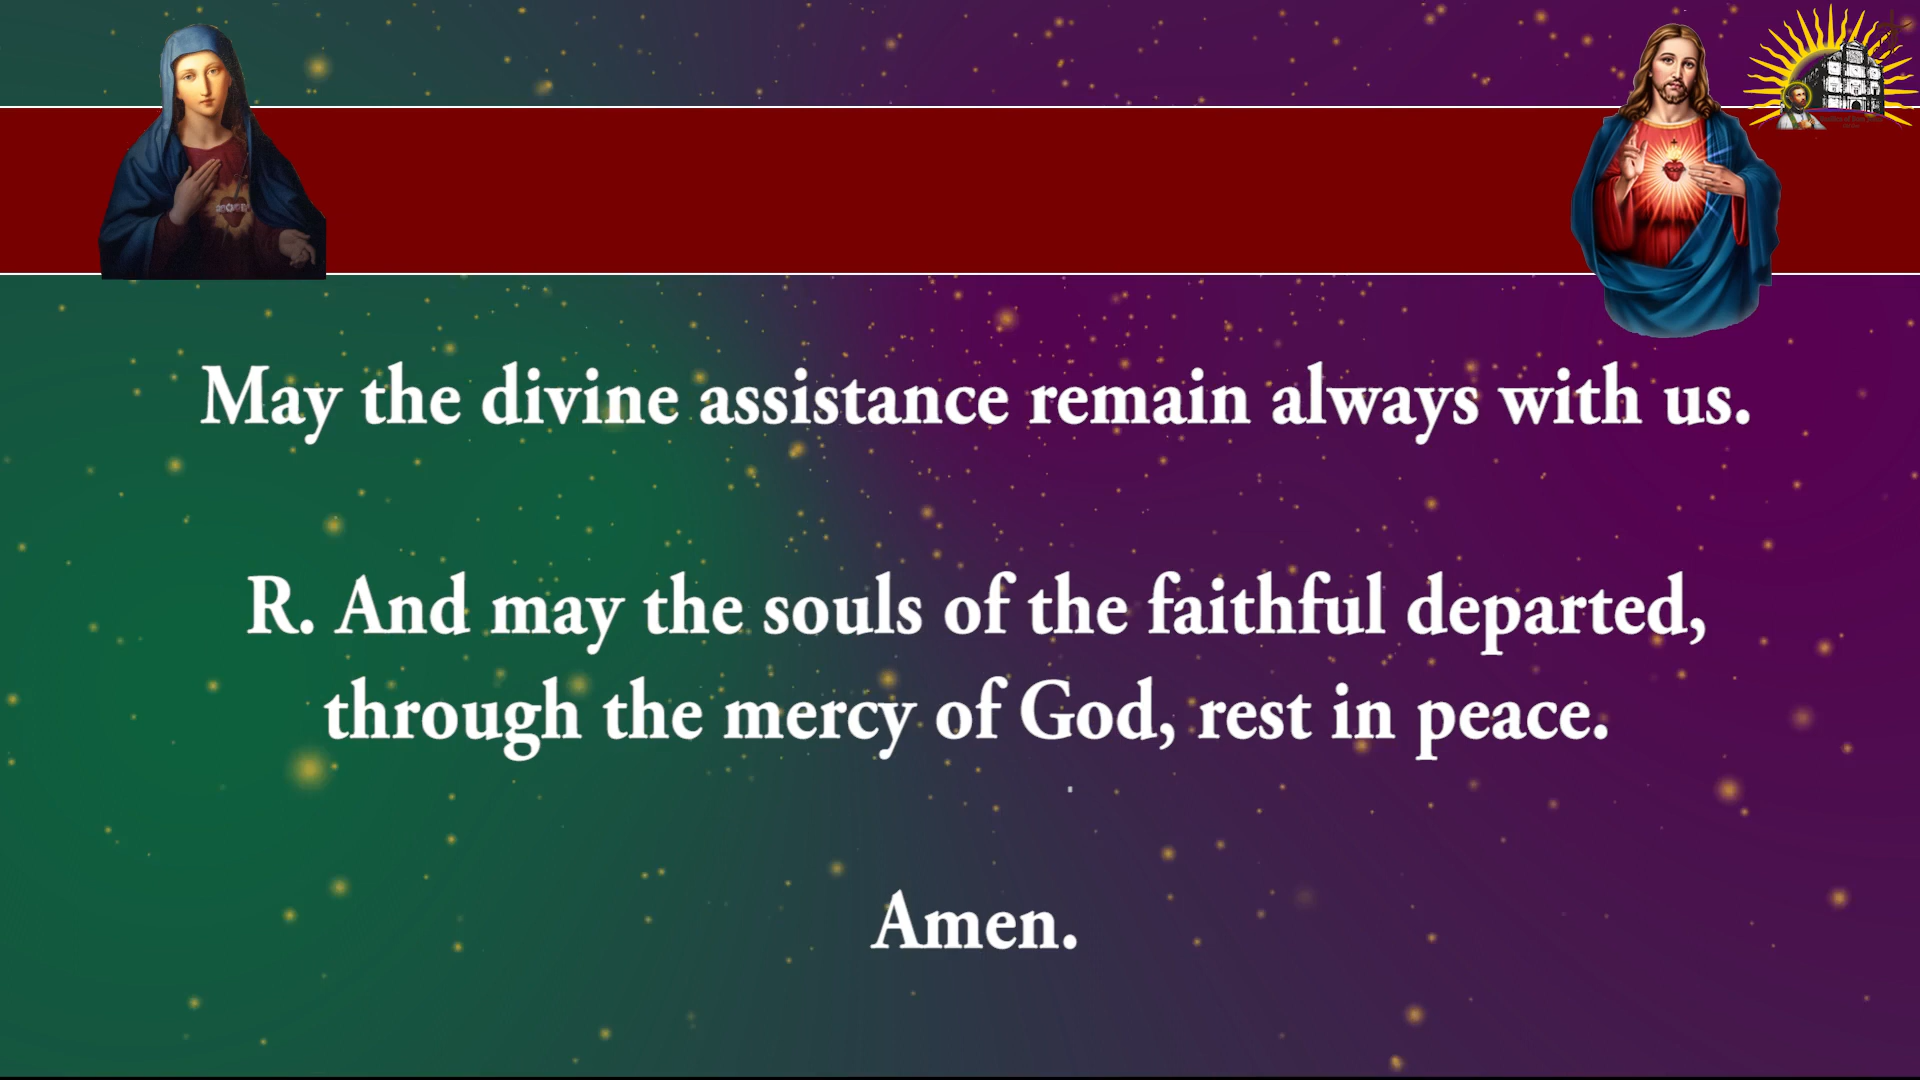 May the divine assistance remain always with us.
R. And may the souls of the faithful departed,
through the mercy of God, rest in peace.
Amen.